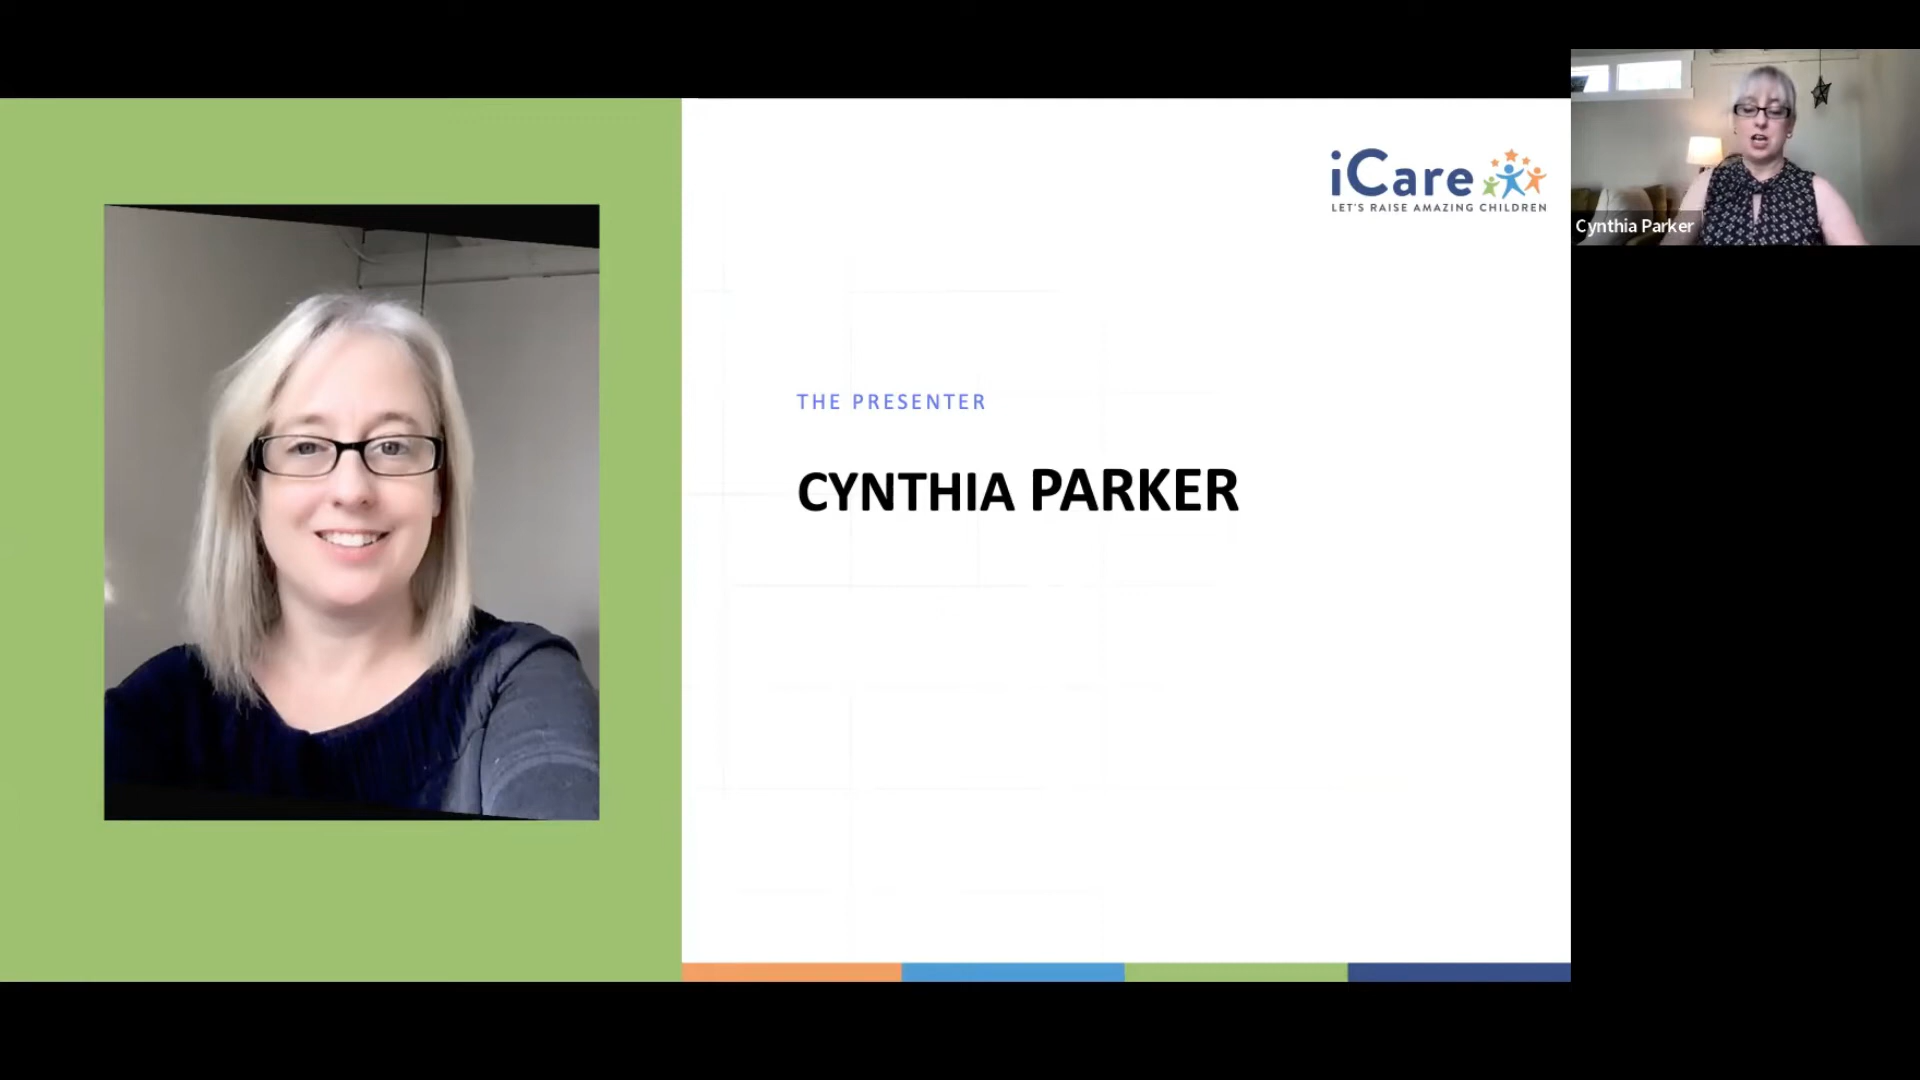 iCare
LET'S RAISE AMAZING CHILDREN
Cynthia Parker
THE PRESENTER
CYNTHIA PARKER